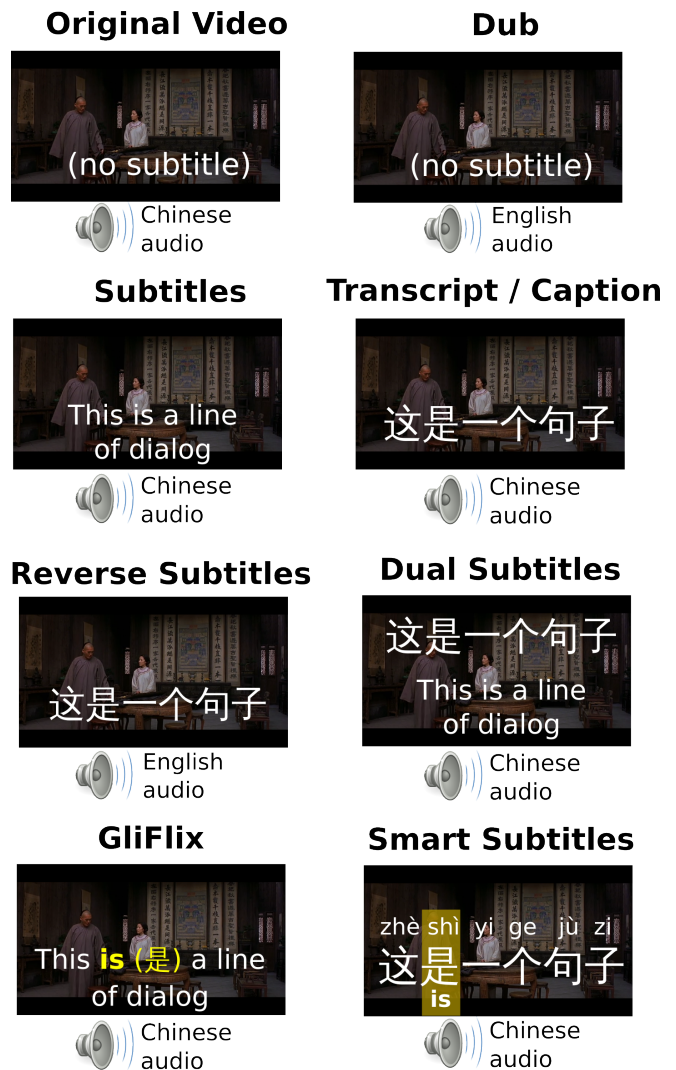 Original Video
(no subtitle)
Chinese
audio
Dub
(no subtitle)
English
audio
Subtitles
This is a line
of dialog
Chinese
audio
Transcript / Caption
这是一个句子
Chinese
audio
Reverse Subtitles
这是一个句子
English
audio
Dual Subtitles
这是一个句子
This is a line
of dialog
Chinese
audio
GliFlix
This is (是) a line
of dialog
Chinese
audio
Smart Subtitles
zhè shì yi ge jù zi
这是一个句子
is
Chinese
audio